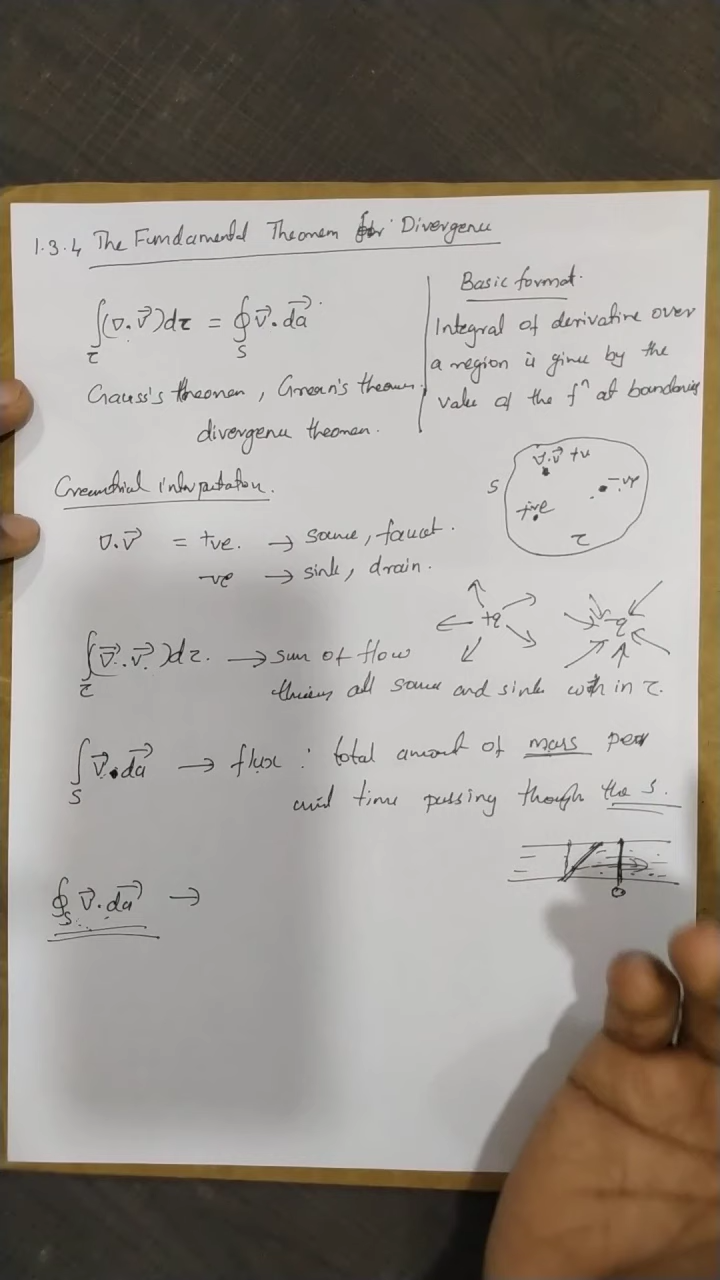 1.3.4 The Fundamental Theorem for Divergence
∫τ(∇.v⃗)dτ = ∮S v⃗.da⃗
Gauss's theorem, Green's theorem,
divergence theorem.
Basic format.
Integral of derivative over
a region is given by the
value of the fⁿ at boundaries
Geometrical interpretation.
∇.v⃗ = +ve. → source, faucet.
-ve → sink, drain.
∇.v⃗ +ve
-ve
+ve
S
τ
+q
-q
∫τ(∇⃗.v⃗)dτ. → sum of flow
all source and sink within τ.
∫S v⃗.da⃗ → flux : total amount of mass per
unit time passing though the S.
∮S v⃗.da⃗ →